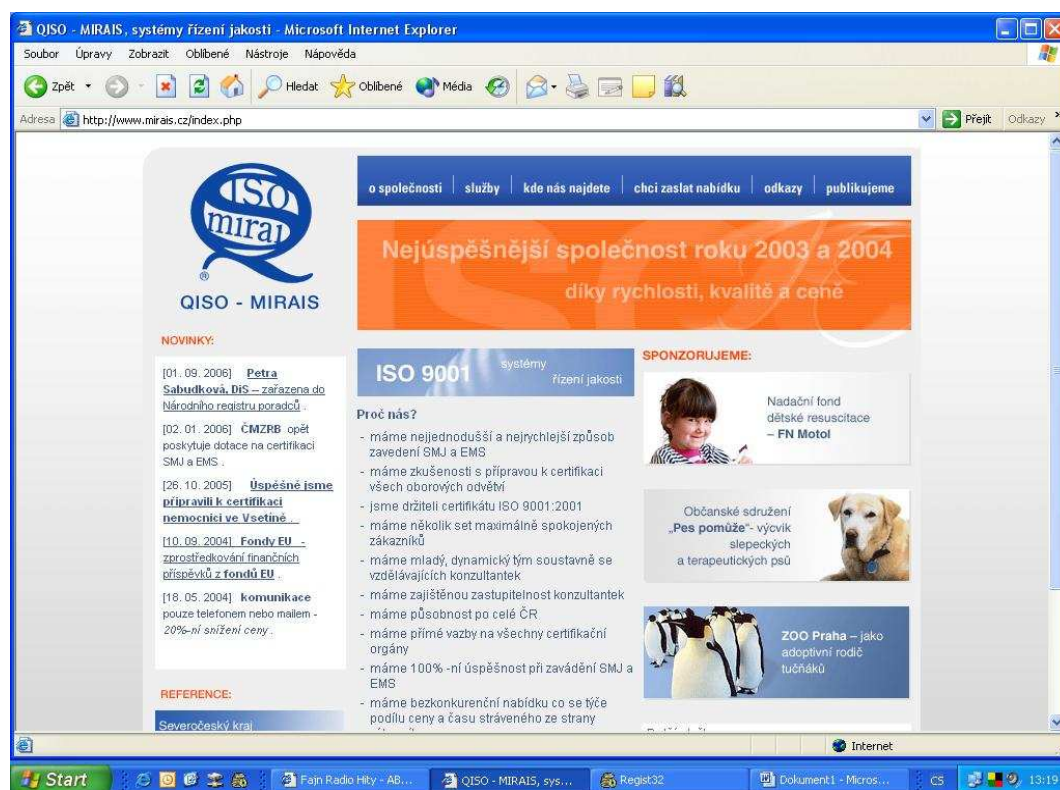 QISO - MIRAIS, systémy řízení jakosti - Microsoft Internet Explorer
Soubor Úpravy Zobrazit Oblíbené Nástroje Nápověda
Zpět Hledat Oblíbené Média
Adresa http://www.mirais.cz/index.php Přejít Odkazy »
ISO
mirais
®
QISO - MIRAIS
o společnosti služby kde nás najdete chci zaslat nabídku odkazy publikujeme
Nejúspěšnější společnost roku 2003 a 2004
díky rychlosti, kvalitě a ceně
NOVINKY:
[01. 09. 2006] Petra
Sabudková, DiS – zařazena do
Národního registru poradců .
[02. 01. 2006] ČMZRB opět
poskytuje dotace na certifikaci
SMJ a EMS .
[26. 10. 2005] Úspěšně jsme
připravili k certifikaci
nemocnici ve Vsetíně .
[10. 09. 2004] Fondy EU -
zprostředkování finančních
příspěvků z fondů EU .
[18. 05. 2004] komunikace
pouze telefonem nebo mailem -
20%-ní snížení ceny .
REFERENCE:
Severočeský kraj
ISO 9001 systémy
řízení jakosti
Proč nás?
- máme nejjednodušší a nejrychlejší způsob
zavedení SMJ a EMS
- máme zkušenosti s přípravou k certifikaci
všech oborových odvětví
- jsme držiteli certifikátu ISO 9001:2001
- máme několik set maximálně spokojených
zákazníků
- máme mladý, dynamický tým soustavně se
vzdělávajících konzultantek
- máme zajištěnou zastupitelnost konzultantek
- máme působnost po celé ČR
- máme přímé vazby na všechny certifikační
orgány
- máme 100% -ní úspěšnost při zavádění SMJ a
EMS
- máme bezkonkurenční nabídku co se týče
podílu ceny a času stráveného ze strany
SPONZORUJEME:
Nadační fond
dětské resuscitace
– FN Motol
Občanské sdružení
„Pes pomůže"- výcvik
slepeckých
a terapeutických psů
ZOO Praha – jako
adoptivní rodič
tučňáků
Internet
Start Fajn Radio Hity - AB... QISO - MIRAIS, sys... Regist32 Dokument1 - Micros... CS 13:19